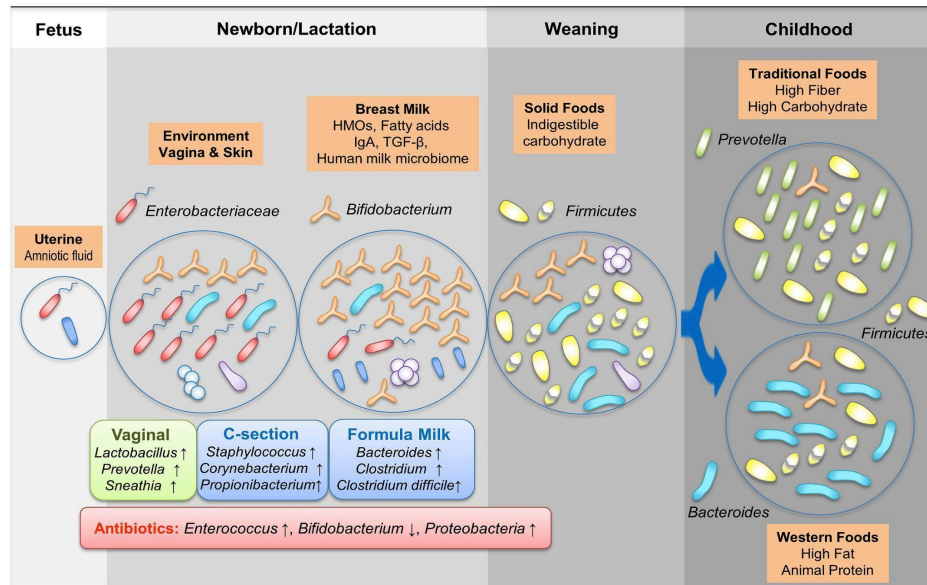 Fetus
Newborn/Lactation
Weaning
Childhood
Uterine
Amniotic fluid
Environment
Vagina & Skin
Enterobacteriaceae
Breast Milk
HMOs, Fatty acids
IgA, TGF-β,
Human milk microbiome
Bifidobacterium
Solid Foods
Indigestible
carbohydrate
Firmicutes
Traditional Foods
High Fiber
High Carbohydrate
Prevotella
Firmicutes
Bacteroides
Western Foods
High Fat
Animal Protein
Vaginal
Lactobacillus ↑
Prevotella ↑
Sneathia ↑
C-section
Staphylococcus ↑
Corynebacterium ↑
Propionibacterium↑
Formula Milk
Bacteroides ↑
Clostridium ↑
Clostridium difficile↑
Antibiotics: Enterococcus ↑, Bifidobacterium ↓, Proteobacteria ↑